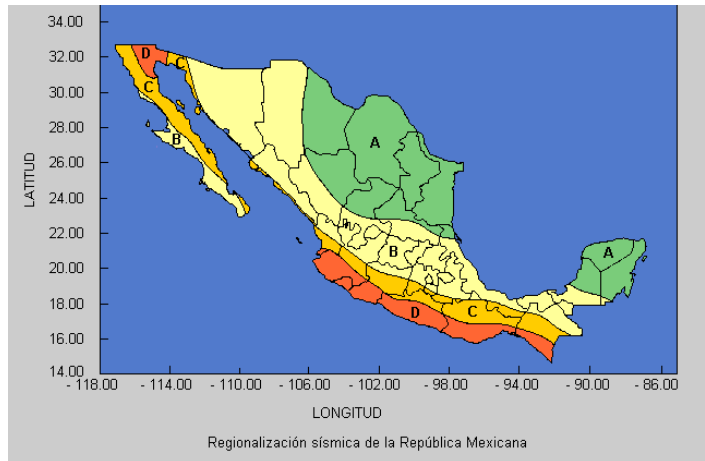 34.00
32.00
30.00
28.00
26.00
24.00
22.00
20.00
18.00
16.00
14.00
LATITUD
D
C
C
B
A
A
B
C
D
- 118.00 - 114.00 - 110.00 - 106.00 - 102.00 - 98.00 - 94.00 - 90.00 - 86.00
LONGITUD
Regionalización sísmica de la República Mexicana